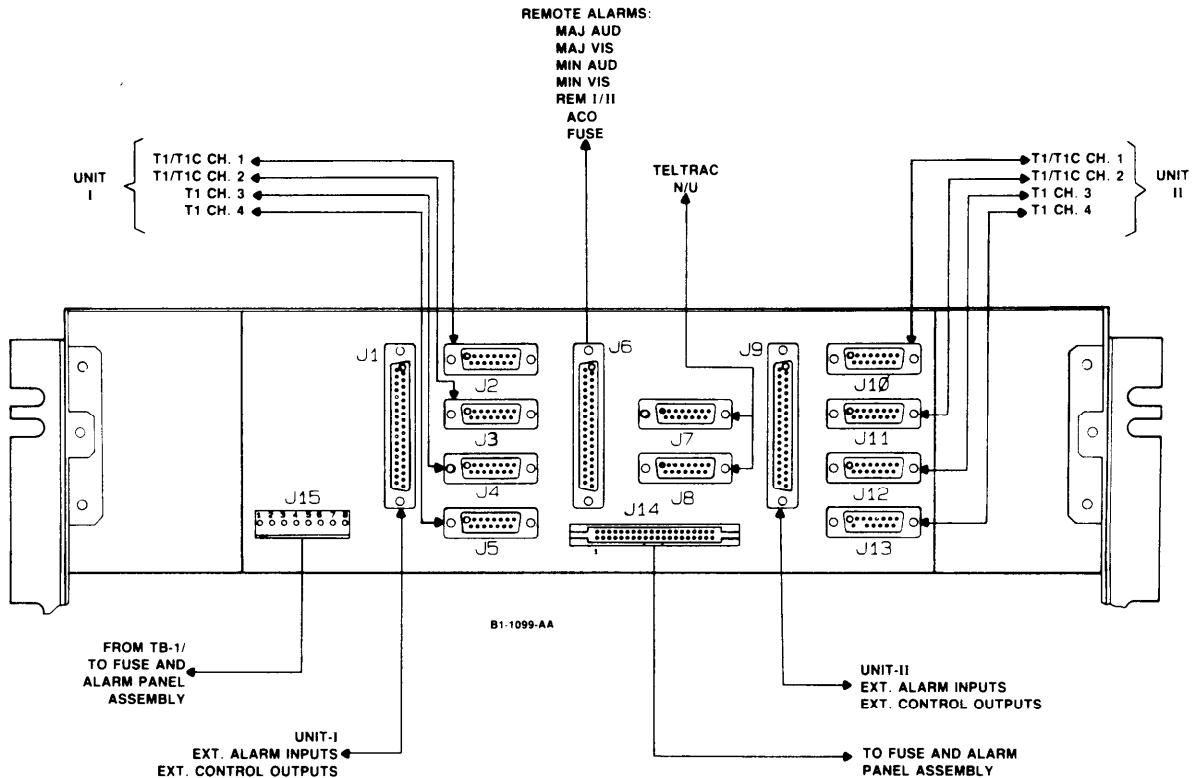 REMOTE ALARMS:
MAJ AUD
MAJ VIS
MIN AUD
MIN VIS
REM I/II
ACO
FUSE
UNIT
I
T1/T1C CH. 1
T1/T1C CH. 2
T1 CH. 3
T1 CH. 4
TELTRAC
N/U
T1/T1C CH. 1
T1/T1C CH. 2
T1 CH. 3
T1 CH. 4
UNIT
II
J1
J2
J3
J4
J5
J6
J7
J8
J9
J10
J11
J12
J13
J14
1
J15
1 2 3 4 5 6 7 8
B1-1099-AA
FROM TB-1/
TO FUSE AND
ALARM PANEL
ASSEMBLY
UNIT-I
EXT. ALARM INPUTS
EXT. CONTROL OUTPUTS
UNIT-II
EXT. ALARM INPUTS
EXT. CONTROL OUTPUTS
TO FUSE AND ALARM
PANEL ASSEMBLY